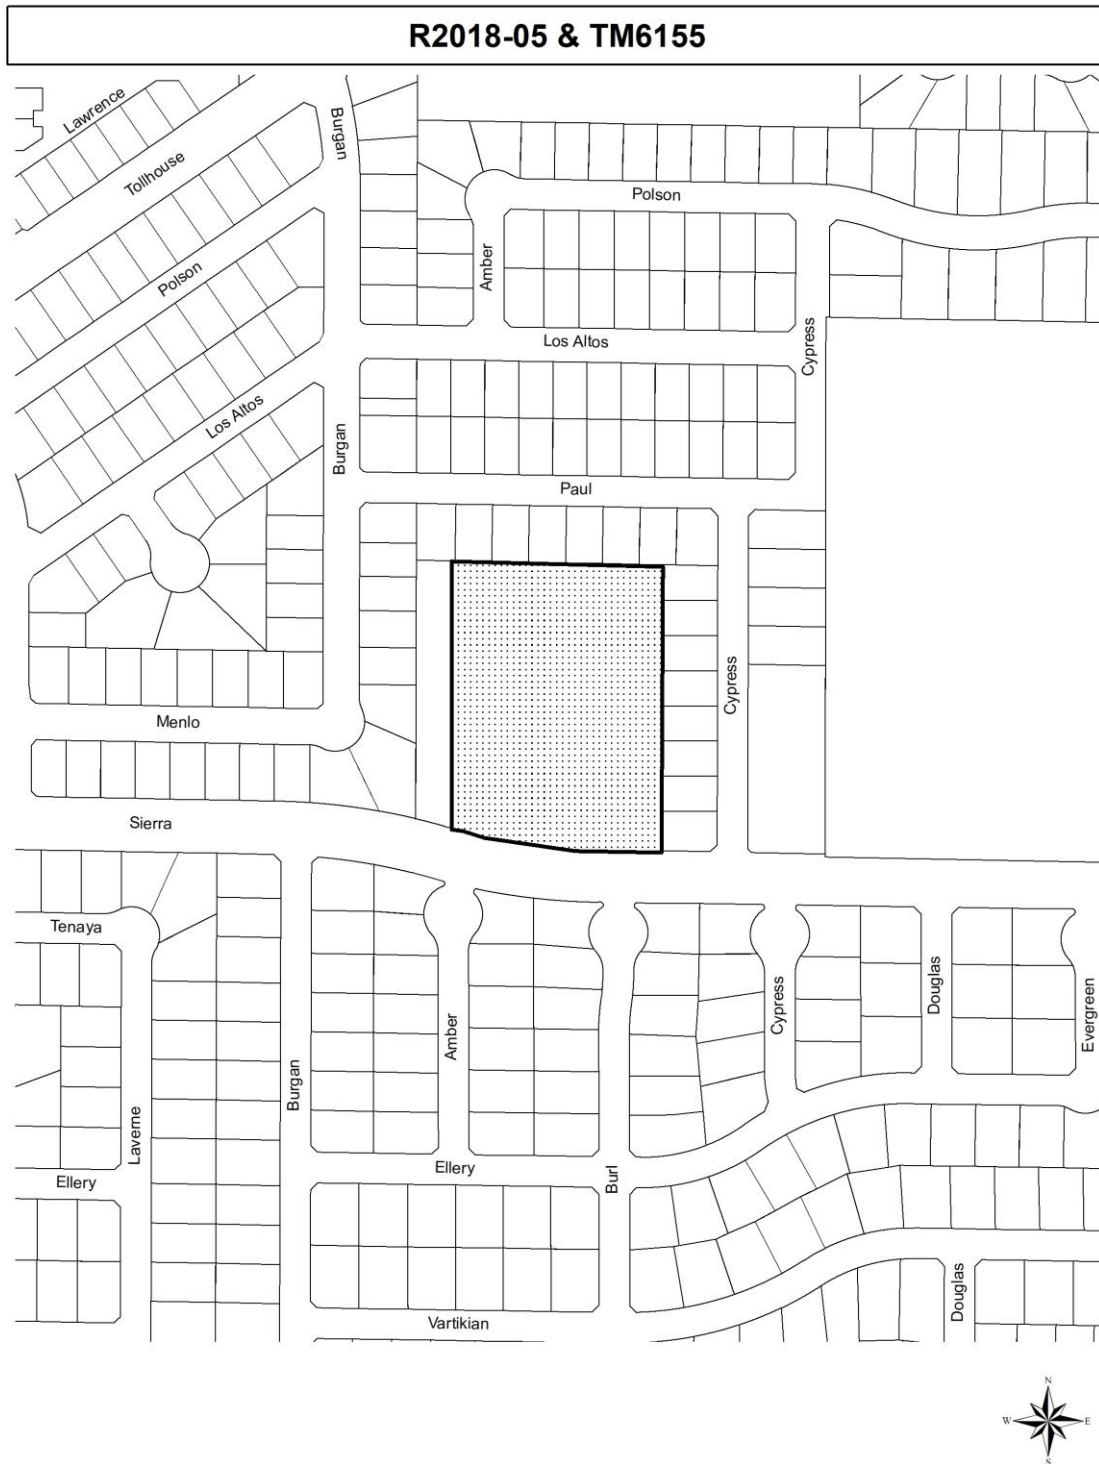 R2018-05 & TM6155
Lawrence
Burgan
Tollhouse
Polson
Amber
Polson
Los Altos
Cypress
Los Altos
Burgan
Paul
Cypress
Menlo
Sierra
Tenaya
Douglas
Cypress
Evergreen
Amber
Burgan
Laverne
Ellery
Burl
Ellery
Douglas
Vartikian
N
W
E
S